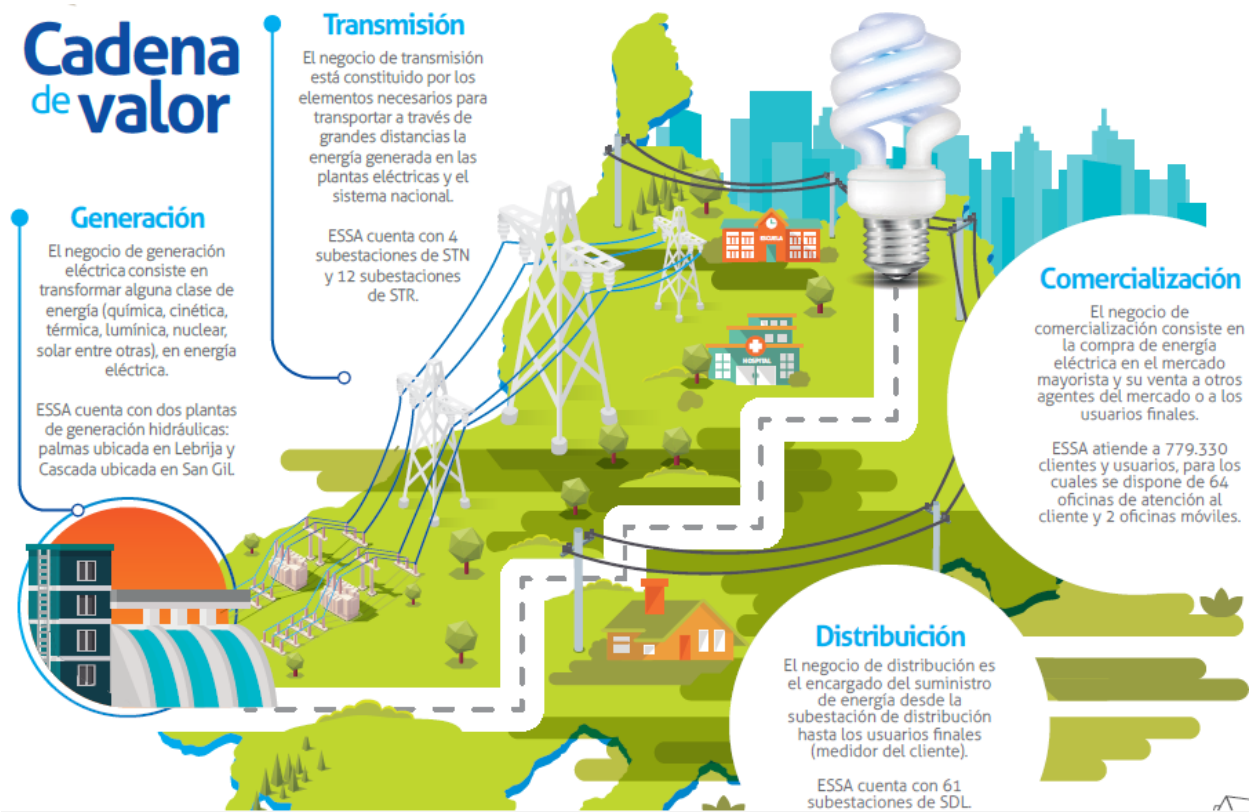 Cadena
de valor
Transmisión
El negocio de transmisión
está constituido por los
elementos necesarios para
transportar a través de
grandes distancias la
energía generada en las
plantas eléctricas y el
sistema nacional.
ESSA cuenta con 4
subestaciones de STN
y 12 subestaciones
de STR.
Generación
El negocio de generación
eléctrica consiste en
transformar alguna clase de
energía (química, cinética,
térmica, lumínica, nuclear,
solar entre otras), en energía
eléctrica.
ESSA cuenta con dos plantas
de generación hidráulicas:
palmas ubicada en Lebrija y
Cascada ubicada en San Gil.
ESCUELA
HOSPITAL
Comercialización
El negocio de
comercialización consiste en
la compra de energía
eléctrica en el mercado
mayorista y su venta a otros
agentes del mercado o a los
usuarios finales.
ESSA atiende a 779.330
clientes y usuarios, para los
cuales se dispone de 64
oficinas de atención al
cliente y 2 oficinas móviles.
Distribuición
El negocio de distribución es
el encargado del suministro
de energía desde la
subestación de distribución
hasta los usuarios finales
(medidor del cliente).
ESSA cuenta con 61
subestaciones de SDL.